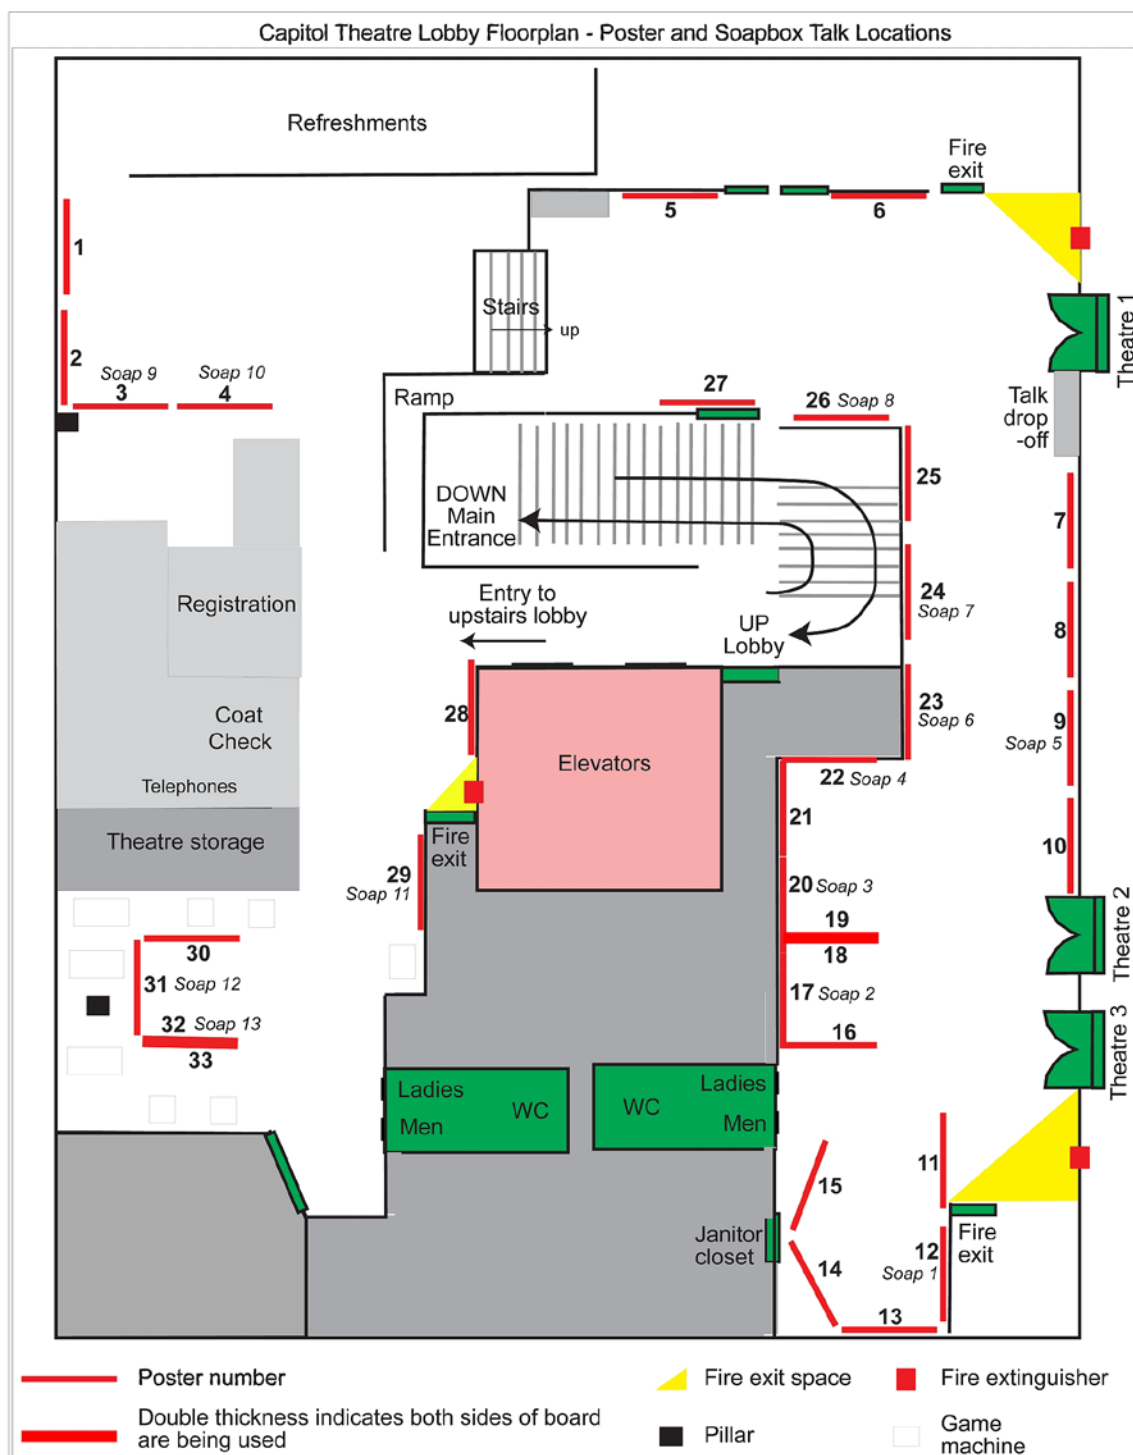 Capitol Theatre Lobby Floorplan - Poster and Soapbox Talk Locations
Refreshments
Fire
exit
5
6
1
Stairs
up
Theatre 1
2
Soap 9
3
Soap 10
4
Ramp
27
26 Soap 8
Talk
drop
-off
25
DOWN
Main
Entrance
7
Registration
Entry to
upstairs lobby
24
Soap 7
UP
Lobby
8
28
Coat
Check
23
Soap 6
9
Soap 5
Elevators
22 Soap 4
Telephones
Theatre storage
21
10
Fire
exit
29
Soap 11
20 Soap 3
19
18
Theatre 2
30
31 Soap 12
17 Soap 2
32 Soap 13
33
16
Theatre 3
Ladies
Men
WC
WC
Ladies
Men
11
15
Janitor
closet
14
12
Soap 1
Fire
exit
13
Poster number
Fire exit space
Fire extinguisher
Double thickness indicates both sides of board
are being used
Pillar
Game
machine